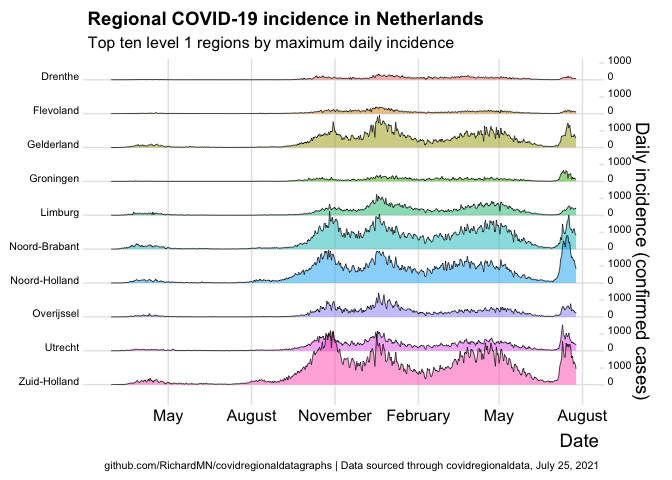 Regional COVID-19 incidence in Netherlands
Top ten level 1 regions by maximum daily incidence
Drenthe
1000
0
Flevoland
1000
0
Gelderland
1000
0
Groningen
1000
0
Limburg
1000
0
Noord-Brabant
1000
0
Noord-Holland
1000
0
Overijssel
1000
0
Utrecht
1000
0
Zuid-Holland
1000
0
Daily incidence (confirmed cases)
May August November February May August
Date
github.com/RichardMN/covidregionaldatagraphs | Data sourced through covidregionaldata, July 25, 2021